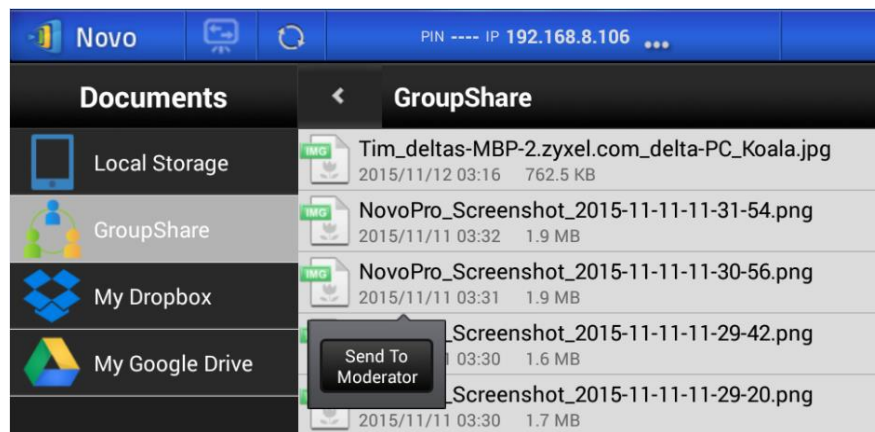 Novo
PIN ---- IP 192.168.8.106 ...
Documents
GroupShare
Local Storage
GroupShare
My Dropbox
My Google Drive
IMG
Tim_deltas-MBP-2.zyxel.com_delta-PC_Koala.jpg
2015/11/12 03:16 762.5 KB
IMG
NovoPro_Screenshot_2015-11-11-11-31-54.png
2015/11/11 03:32 1.9 MB
IMG
NovoPro_Screenshot_2015-11-11-11-30-56.png
2015/11/11 03:31 1.9 MB
_Screenshot_2015-11-11-11-29-42.png
03:30 1.6 MB
_Screenshot_2015-11-11-11-29-20.png
2015/11/11 03:30 1.7 MB
Send To
Moderator